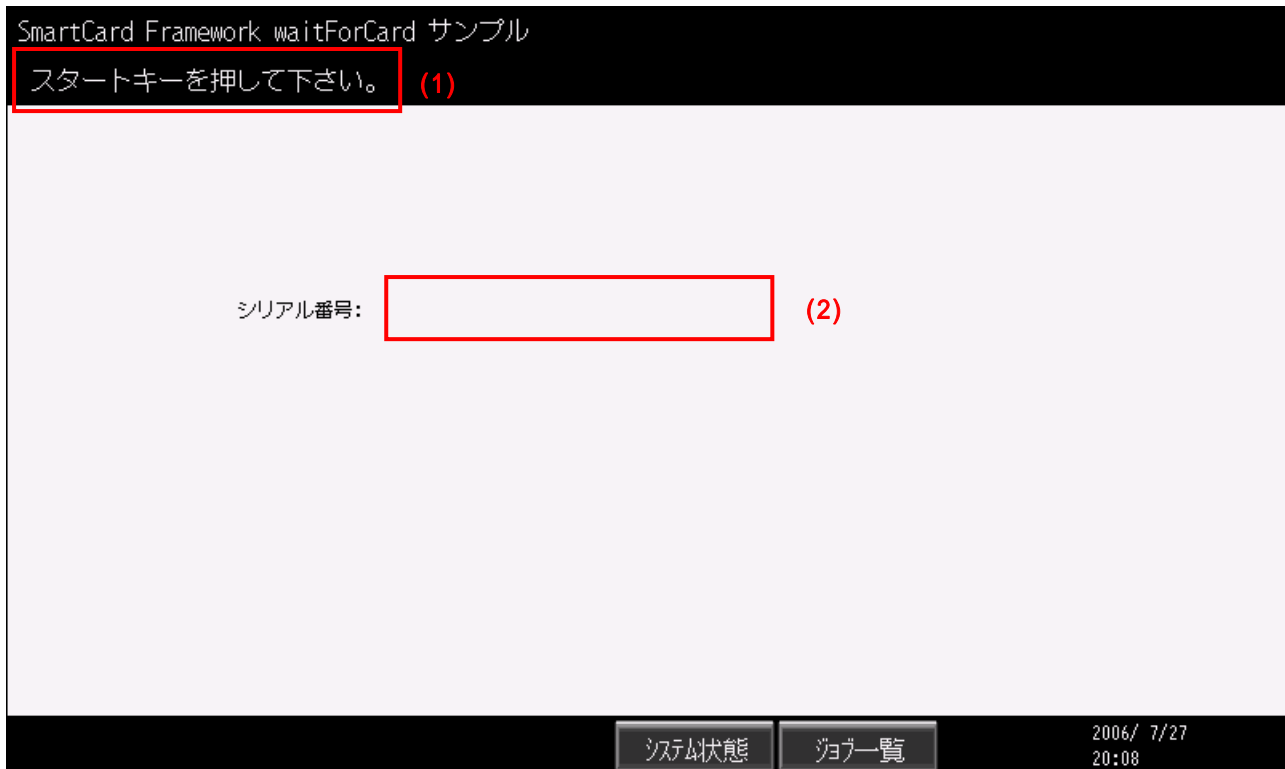 SmartCard Framework waitForCard サンプル
スタートキーを押して下さい。 (1)
シリアル番号: (2)
ｼｽﾃﾑ状態 ｼﾞｮﾌﾞ一覧 2006/ 7/27
20:08